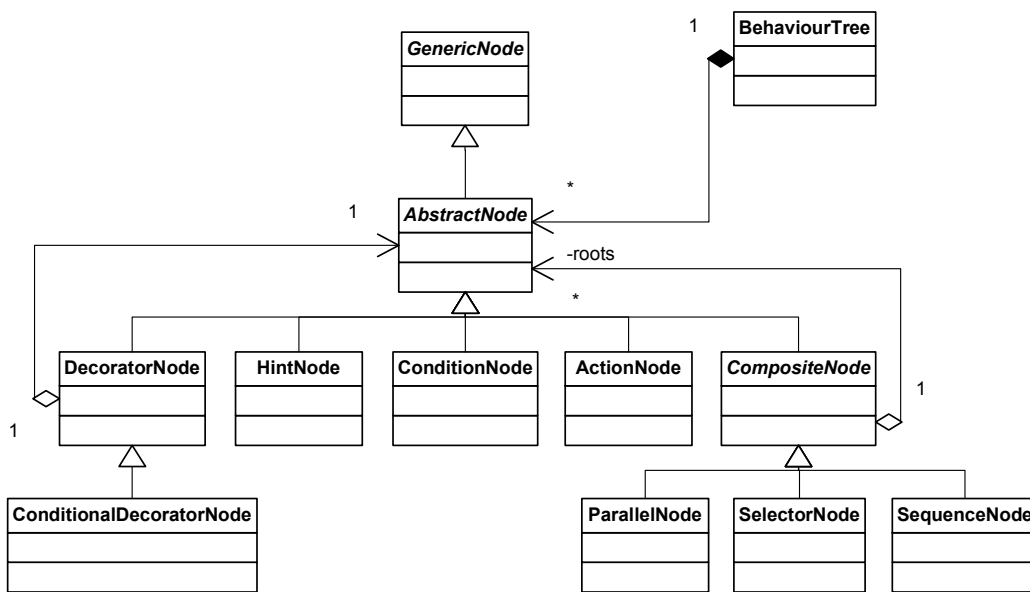 1
BehaviourTree
GenericNode
*
1
AbstractNode
-roots
*
DecoratorNode
HintNode
ConditionNode
ActionNode
CompositeNode
1
1
ConditionalDecoratorNode
ParallelNode
SelectorNode
SequenceNode